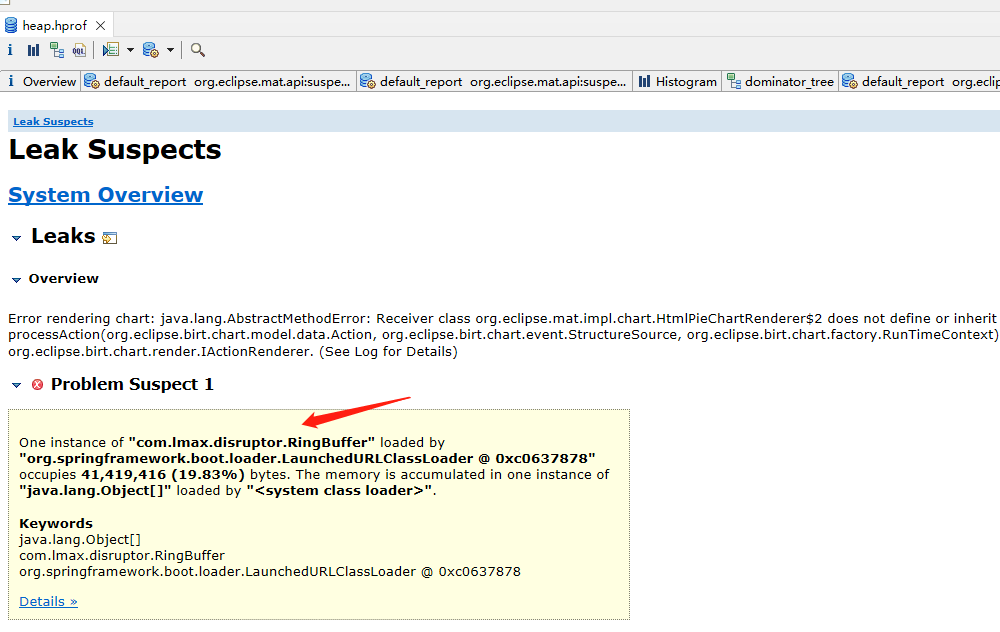 heap.hprof
i OQL
i Overview default_report org.eclipse.mat.api:suspe... default_report org.eclipse.mat.api:suspe... Histogram dominator_tree default_report org.eclip
Leak Suspects
Leak Suspects
System Overview
Leaks
Overview
Error rendering chart: java.lang.AbstractMethodError: Receiver class org.eclipse.mat.impl.chart.HtmlPieChartRenderer$2 does not define or inherit
processAction(org.eclipse.birt.chart.model.data.Action, org.eclipse.birt.chart.event.StructureSource, org.eclipse.birt.chart.factory.RunTimeContext)
org.eclipse.birt.chart.render.IActionRenderer. (See Log for Details)
Problem Suspect 1
One instance of "com.lmax.disruptor.RingBuffer" loaded by
"org.springframework.boot.loader.LaunchedURLClassLoader @ 0xc0637878"
occupies 41,419,416 (19.83%) bytes. The memory is accumulated in one instance of
"java.lang.Object[]" loaded by "<system class loader>".
Keywords
java.lang.Object[]
com.lmax.disruptor.RingBuffer
org.springframework.boot.loader.LaunchedURLClassLoader @ 0xc0637878
Details »